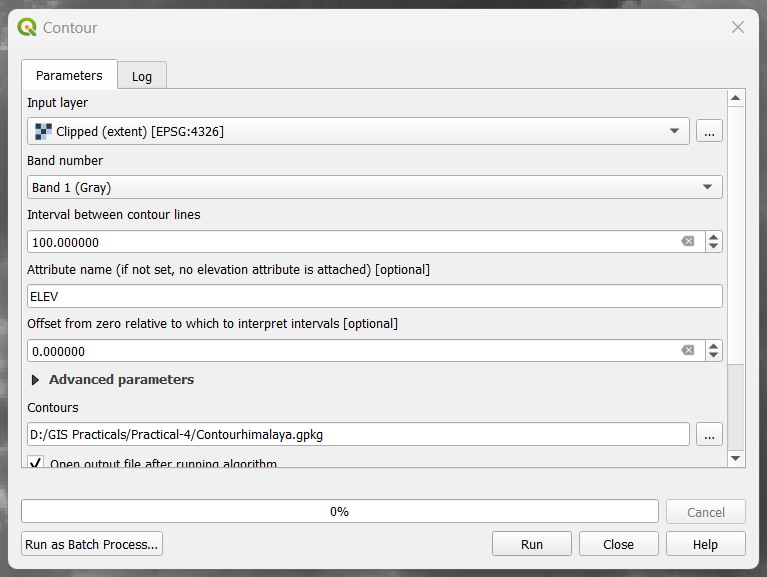 Contour
Parameters
Log
Input layer
Clipped (extent) [EPSG:4326]
...
Band number
Band 1 (Gray)
Interval between contour lines
100.000000
Attribute name (if not set, no elevation attribute is attached) [optional]
ELEV
Offset from zero relative to which to interpret intervals [optional]
0.000000
Advanced parameters
Contours
D:/GIS Practicals/Practical-4/Contourhimalaya.gpkg
...
Open output file after running algorithm
0%
Cancel
Run as Batch Process...
Run
Close
Help